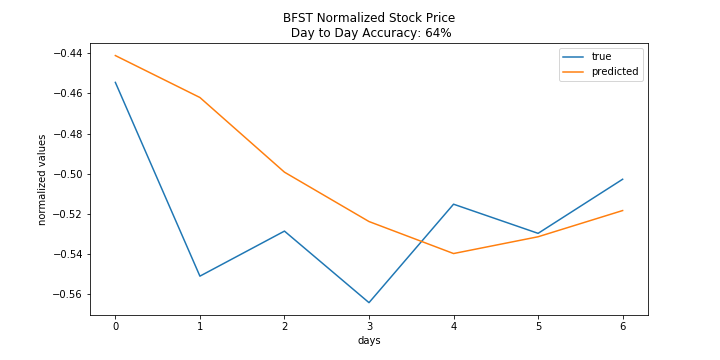 BFST Normalized Stock Price
Day to Day Accuracy: 64%
true
predicted
normalized values
−0.44
−0.46
−0.48
−0.50
−0.52
−0.54
−0.56
0 1 2 3 4 5 6
days